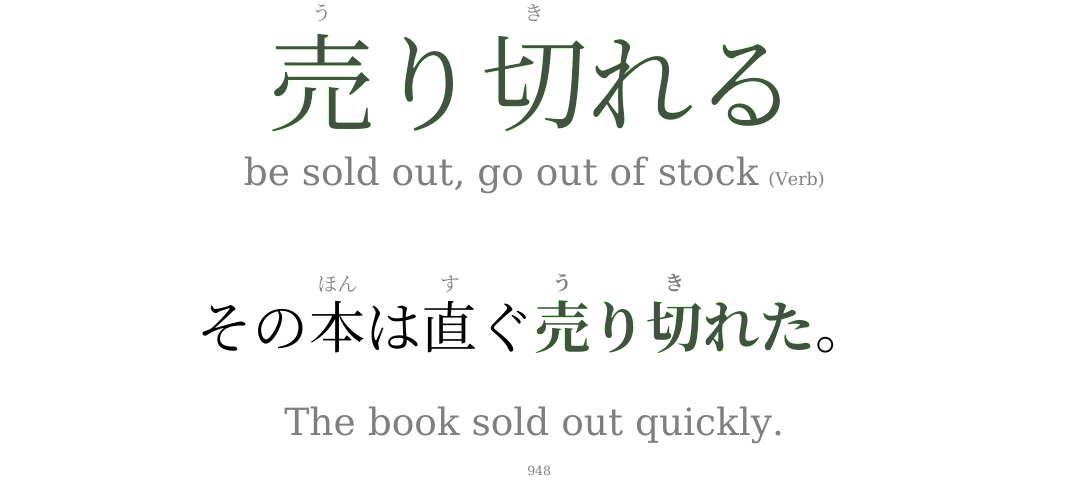 う き
売り切れる
be sold out, go out of stock (Verb)
ほん す う き
その本は直ぐ売り切れた。
The book sold out quickly.
948